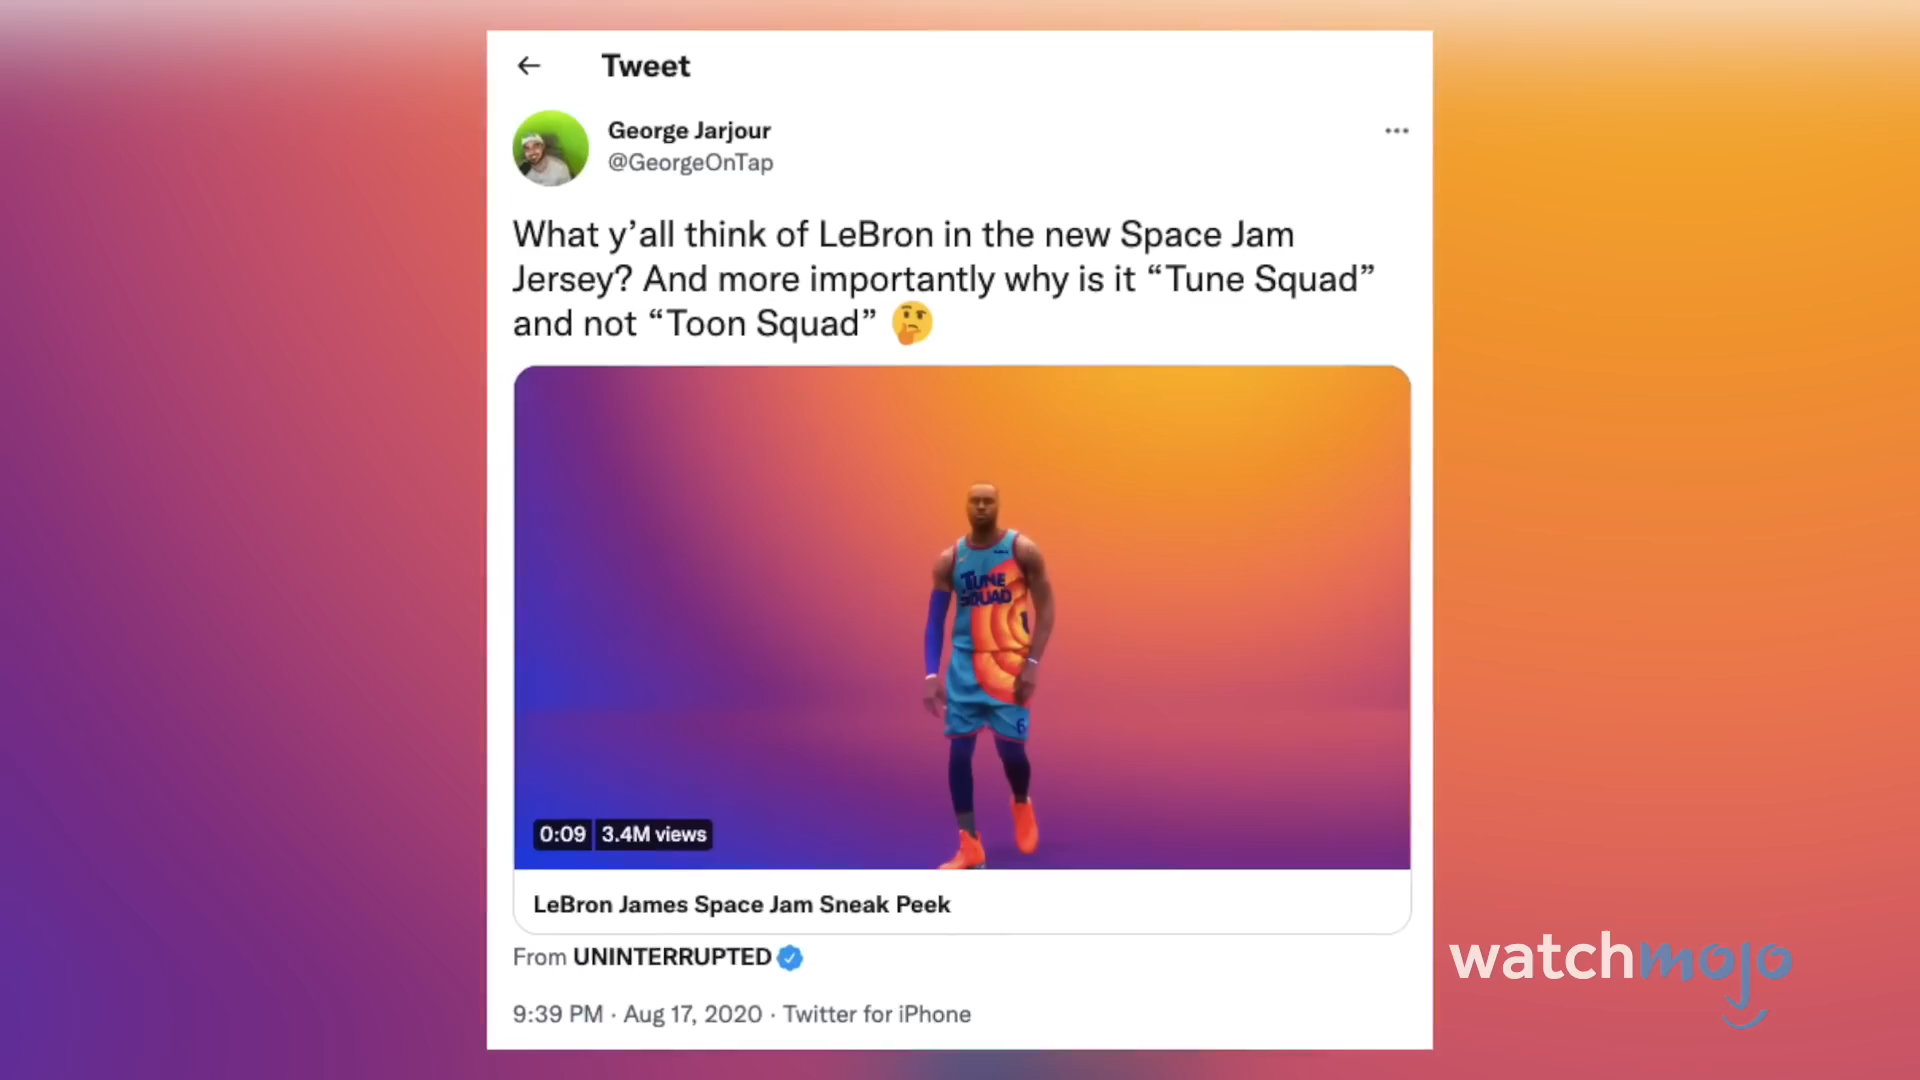 ← Tweet
George Jarjour
@GeorgeOnTap
What y’all think of LeBron in the new Space Jam
Jersey? And more importantly why is it “Tune Squad”
and not “Toon Squad” 🤔
TUNE
SQUAD
1
6
0:09 3.4M views
LeBron James Space Jam Sneak Peek
From UNINTERRUPTED
9:39 PM · Aug 17, 2020 · Twitter for iPhone
watchmojo